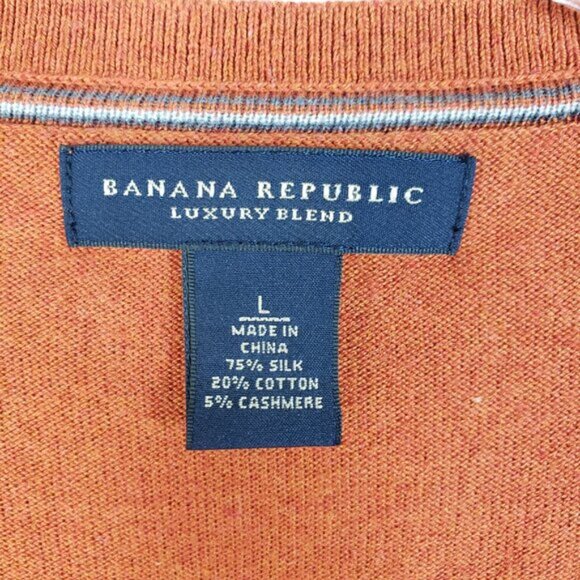 BANANA REPUBLIC
LUXURY BLEND
L
MADE IN
CHINA
75% SILK
20% COTTON
5% CASHMERE